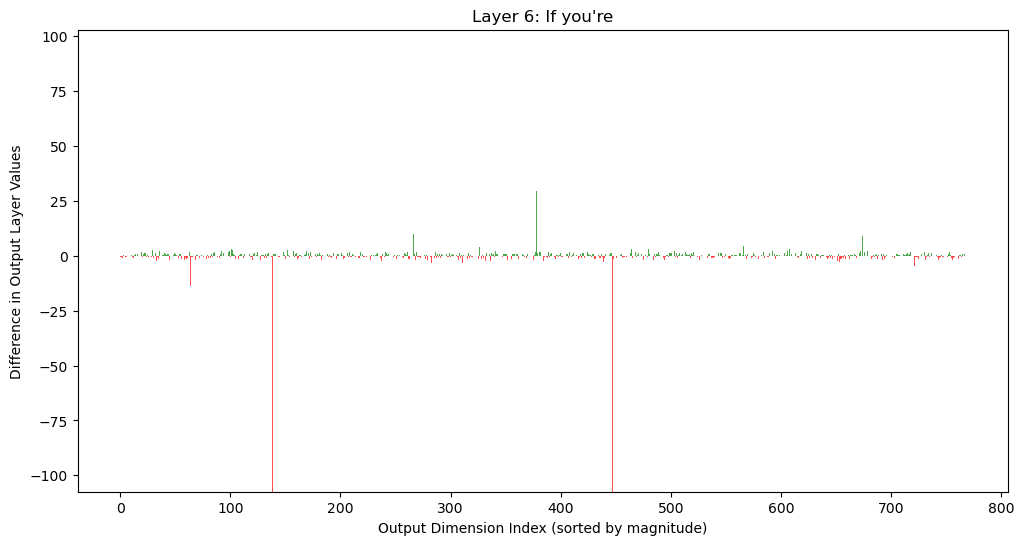 Layer 6: If you're
100
75
50
25
0
−25
−50
−75
−100
Difference in Output Layer Values
0 100 200 300 400 500 600 700 800
Output Dimension Index (sorted by magnitude)